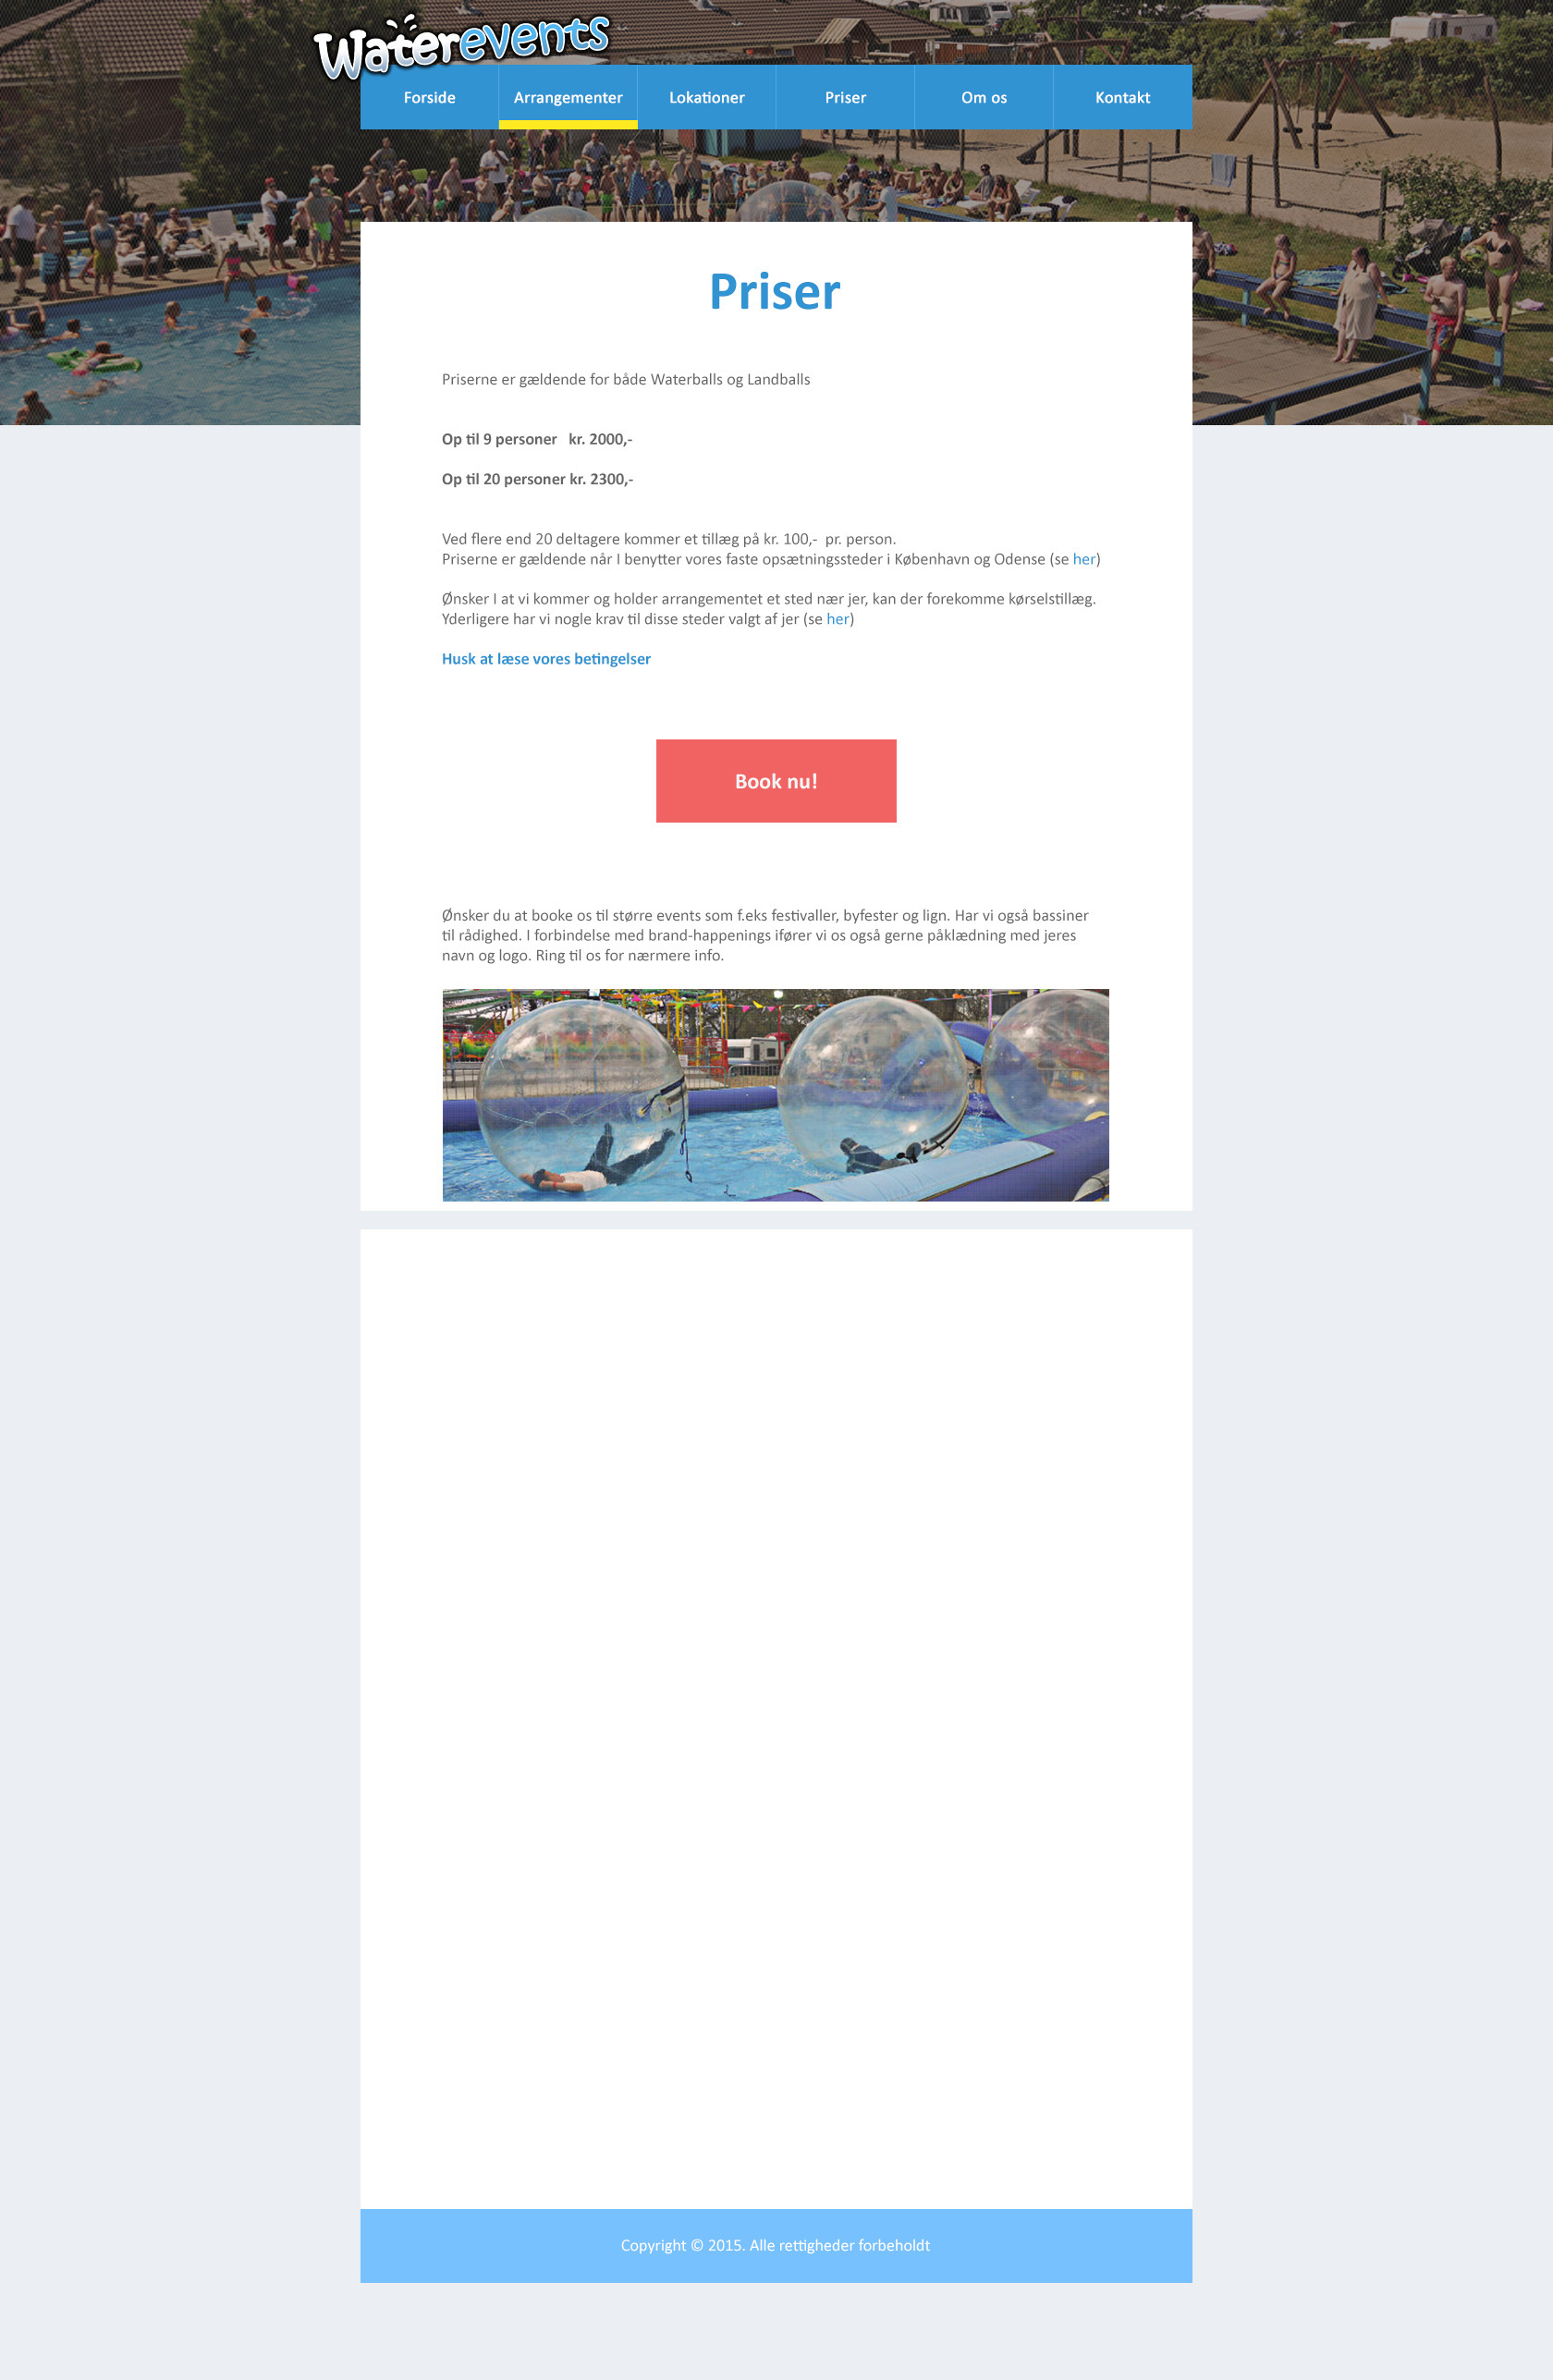 Waterevents
Forside
Arrangementer
Lokationer
Priser
Om os
Kontakt
Priser
Priserne er gældende for både Waterballs og Landballs
Op til 9 personer   kr. 2000,-
Op til 20 personer kr. 2300,-
Ved flere end 20 deltagere kommer et tillæg på kr. 100,-  pr. person.
Priserne er gældende når I benytter vores faste opsætningssteder i København og Odense (se her)
Ønsker I at vi kommer og holder arrangementet et sted nær jer, kan der forekomme kørselstillæg.
Yderligere har vi nogle krav til disse steder valgt af jer (se her)
Husk at læse vores betingelser
Book nu!
Ønsker du at booke os til større events som f.eks festivaller, byfester og lign. Har vi også bassiner
til rådighed. I forbindelse med brand-happenings ifører vi os også gerne påklædning med jeres
navn og logo. Ring til os for nærmere info.
Copyright © 2015. Alle rettigheder forbeholdt